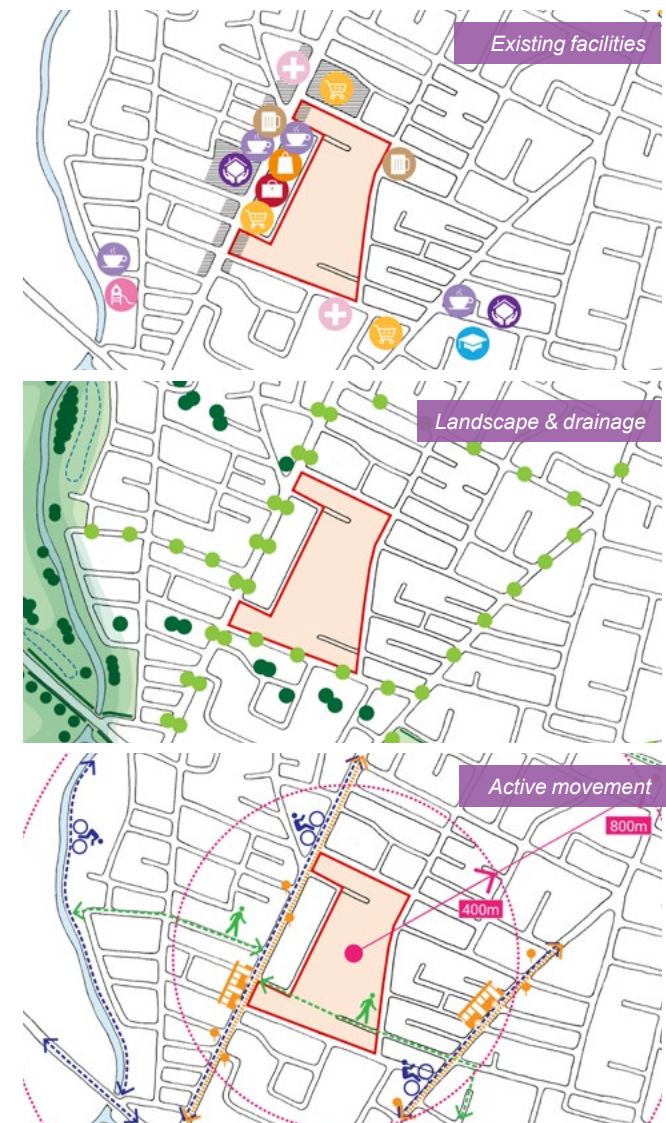 Existing facilities
Landscape & drainage
Active movement
800m
400m